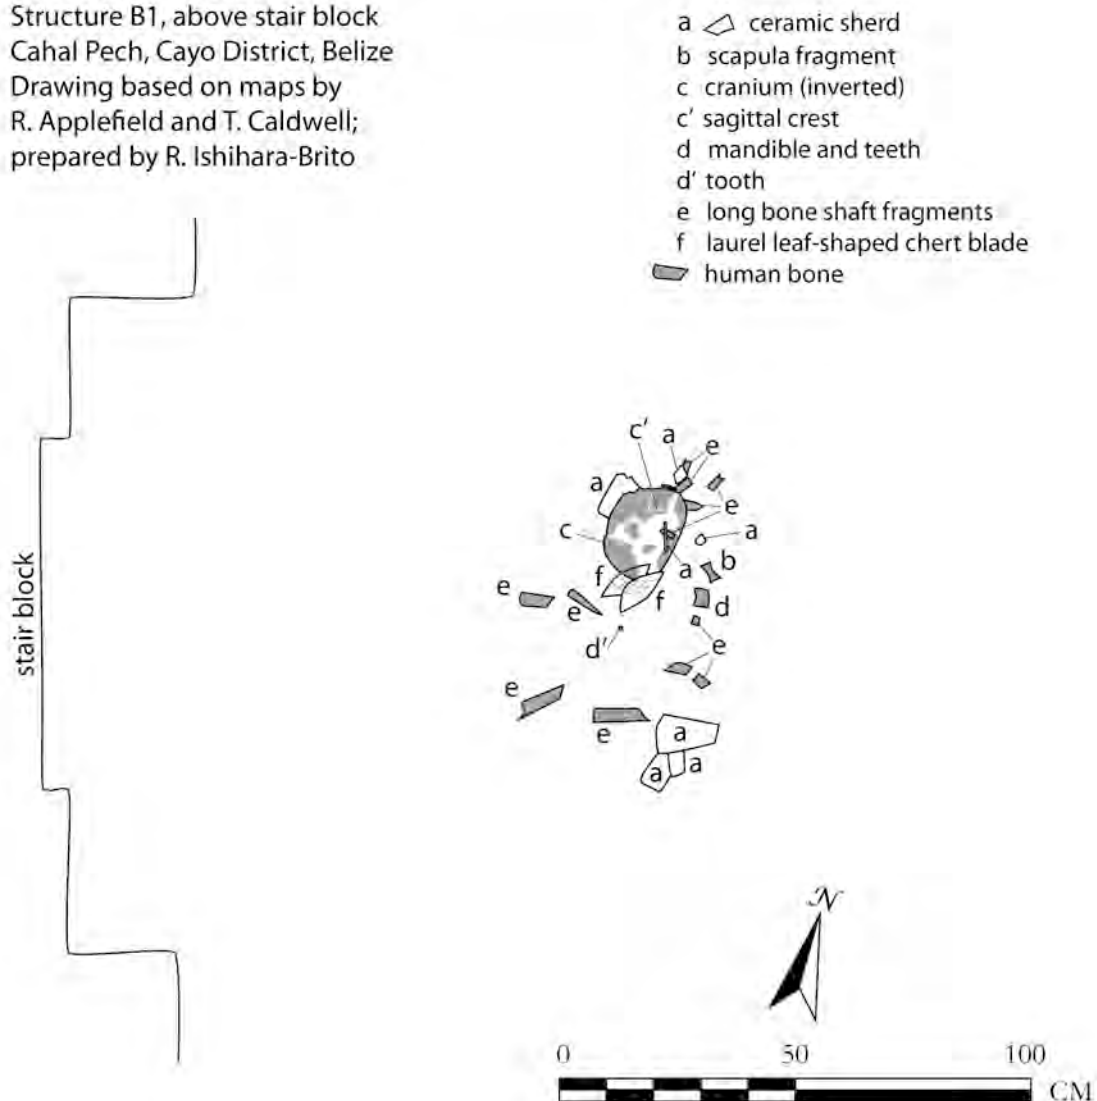 Structure B1, above stair block
Cahal Pech, Cayo District, Belize
Drawing based on maps by
R. Applefield and T. Caldwell;
prepared by R. Ishihara-Brito
a ceramic sherd
b scapula fragment
c cranium (inverted)
c' sagittal crest
d mandible and teeth
d' tooth
e long bone shaft fragments
f laurel leaf-shaped chert blade
human bone
stair block
c' a e
a
e
c a
a b
f
e e f d
d'
e
e
e a
a a
N
0 50 100
CM